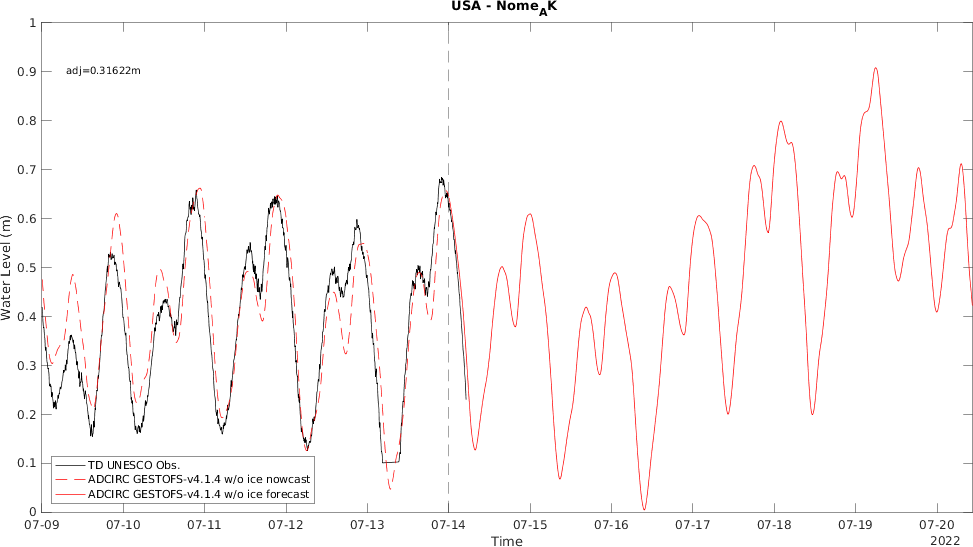 USA - Nome_AK
1
0.9
adj=0.31622m
0.8
0.7
0.6
0.5
0.4
0.3
0.2
0.1
0
Water Level (m)
TD UNESCO Obs.
ADCIRC GESTOFS-v4.1.4 w/o ice nowcast
ADCIRC GESTOFS-v4.1.4 w/o ice forecast
07-09 07-10 07-11 07-12 07-13 07-14 07-15 07-16 07-17 07-18 07-19 07-20
Time
2022